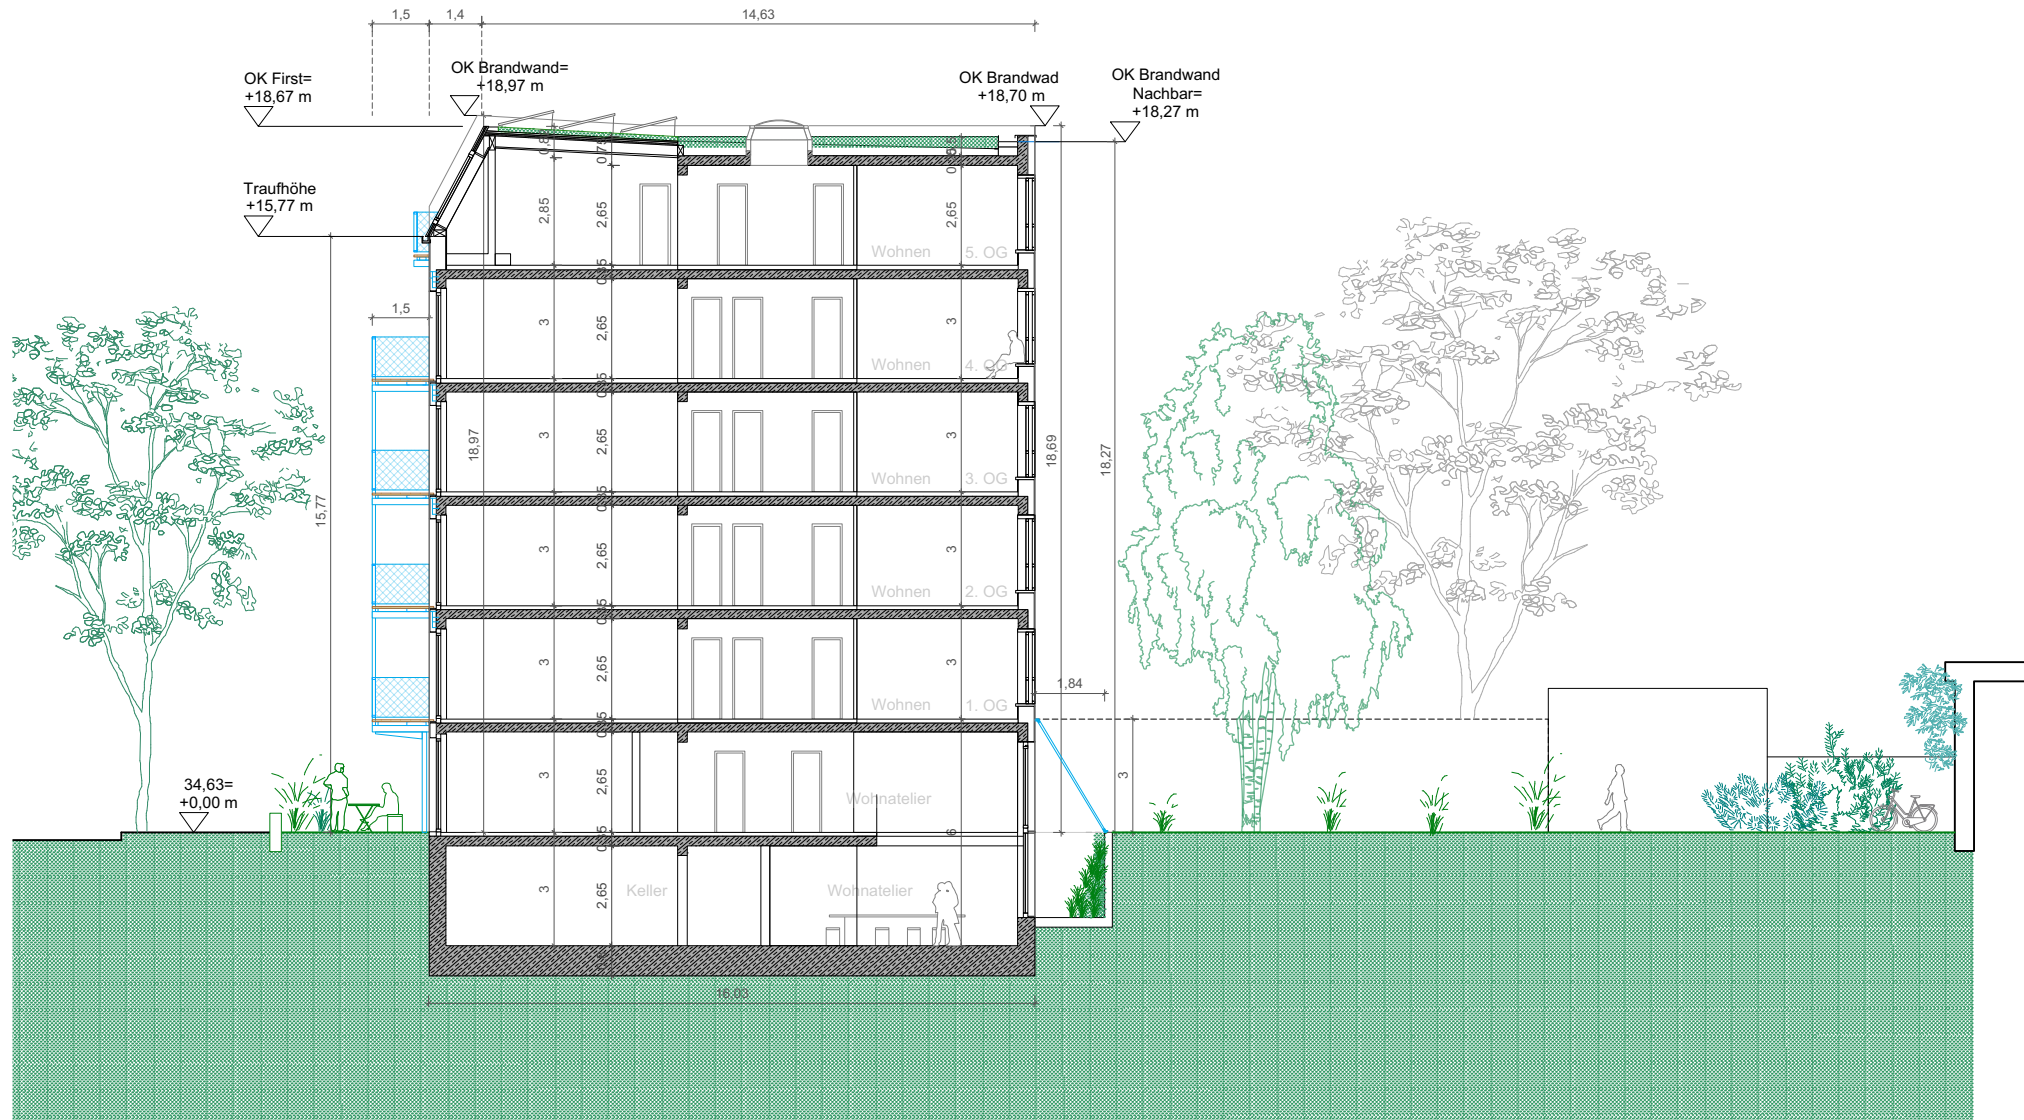 1,5
1,4
14,63
OK First=
+18,67 m
OK Brandwand=
+18,97 m
OK Brandwad
+18,70 m
OK Brandwand
Nachbar=
+18,27 m
Traufhöhe
+15,77 m
2,85
2,65
2,65
Wohnen
5. OG
1,5
3
2,65
3
Wohnen
4. OG
18,97
3
2,65
3
Wohnen
3. OG
18,69
18,27
15,77
3
2,65
3
Wohnen
2. OG
3
2,65
3
Wohnen
1. OG
1,84
34,63=
+0,00 m
3
2,65
Wohnatelier
6
3
3
2,65
Keller
Wohnatelier
16,03